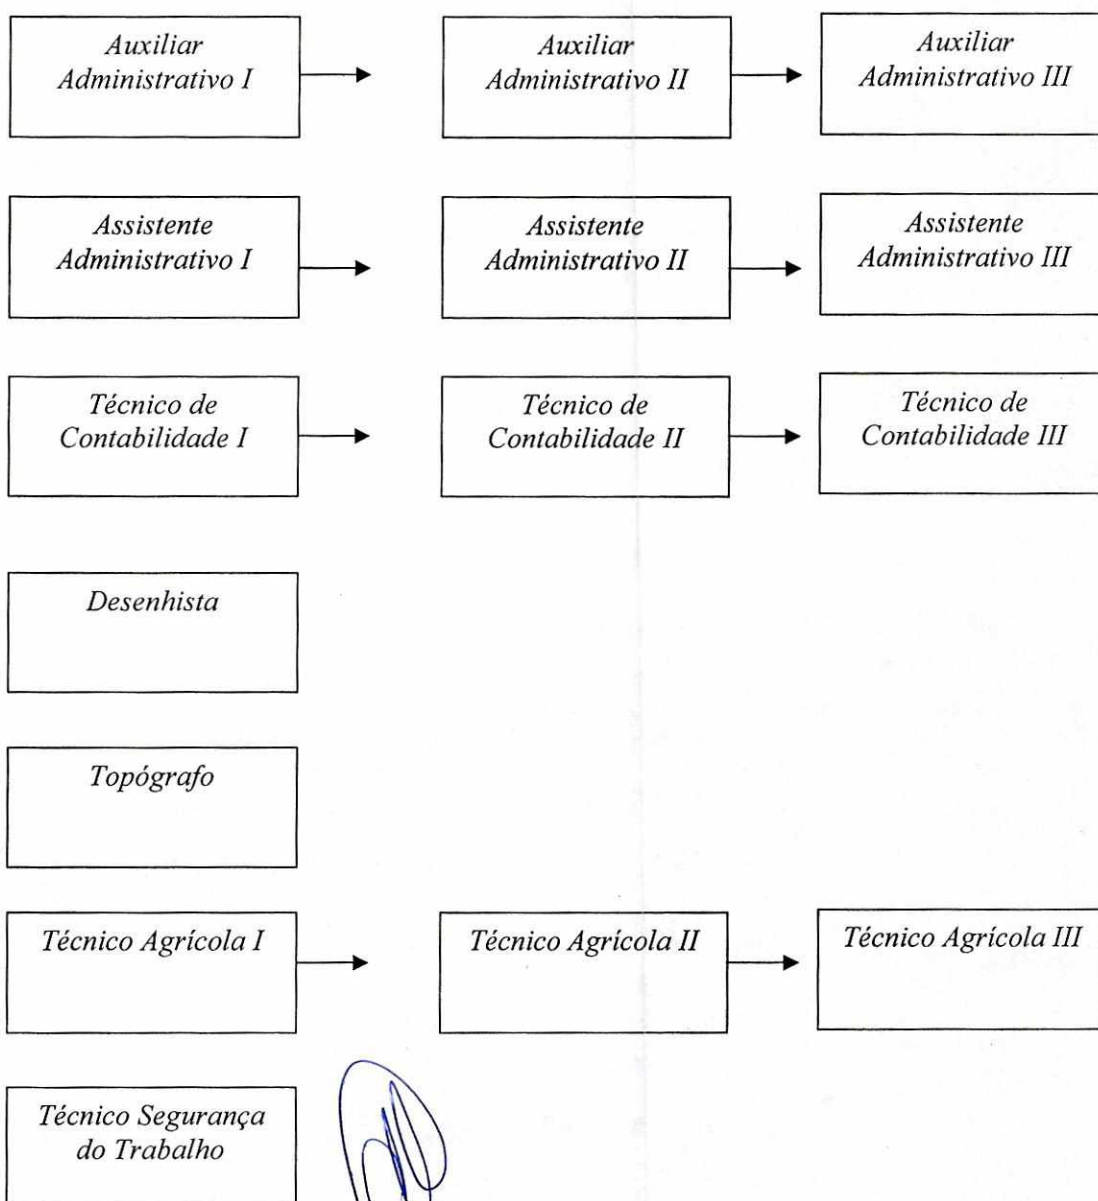 Auxiliar
Administrativo I
Auxiliar
Administrativo II
Auxiliar
Administrativo III
Assistente
Administrativo I
Assistente
Administrativo II
Assistente
Administrativo III
Técnico de
Contabilidade I
Técnico de
Contabilidade II
Técnico de
Contabilidade III
Desenhista
Topógrafo
Técnico Agrícola I
Técnico Agrícola II
Técnico Agrícola III
Técnico Segurança
do Trabalho